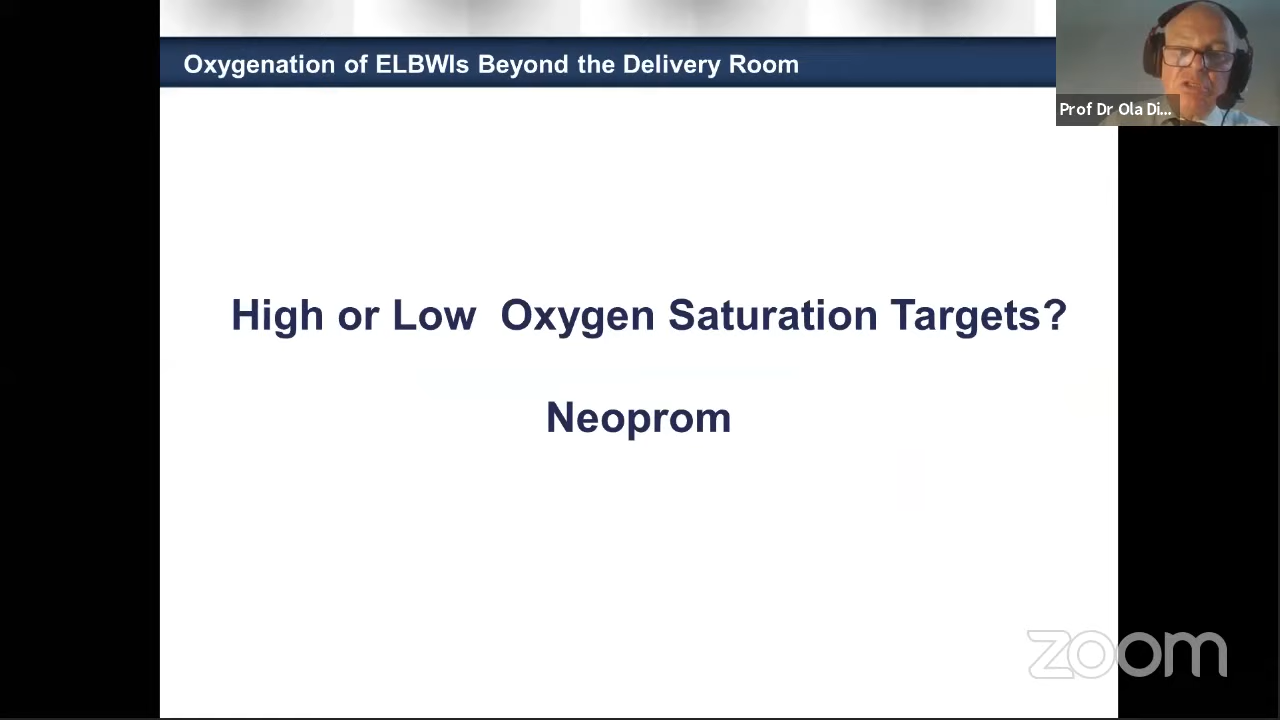 Oxygenation of ELBWIs Beyond the Delivery Room
Prof Dr Ola Di...
High or Low Oxygen Saturation Targets?
Neoprom
zoom